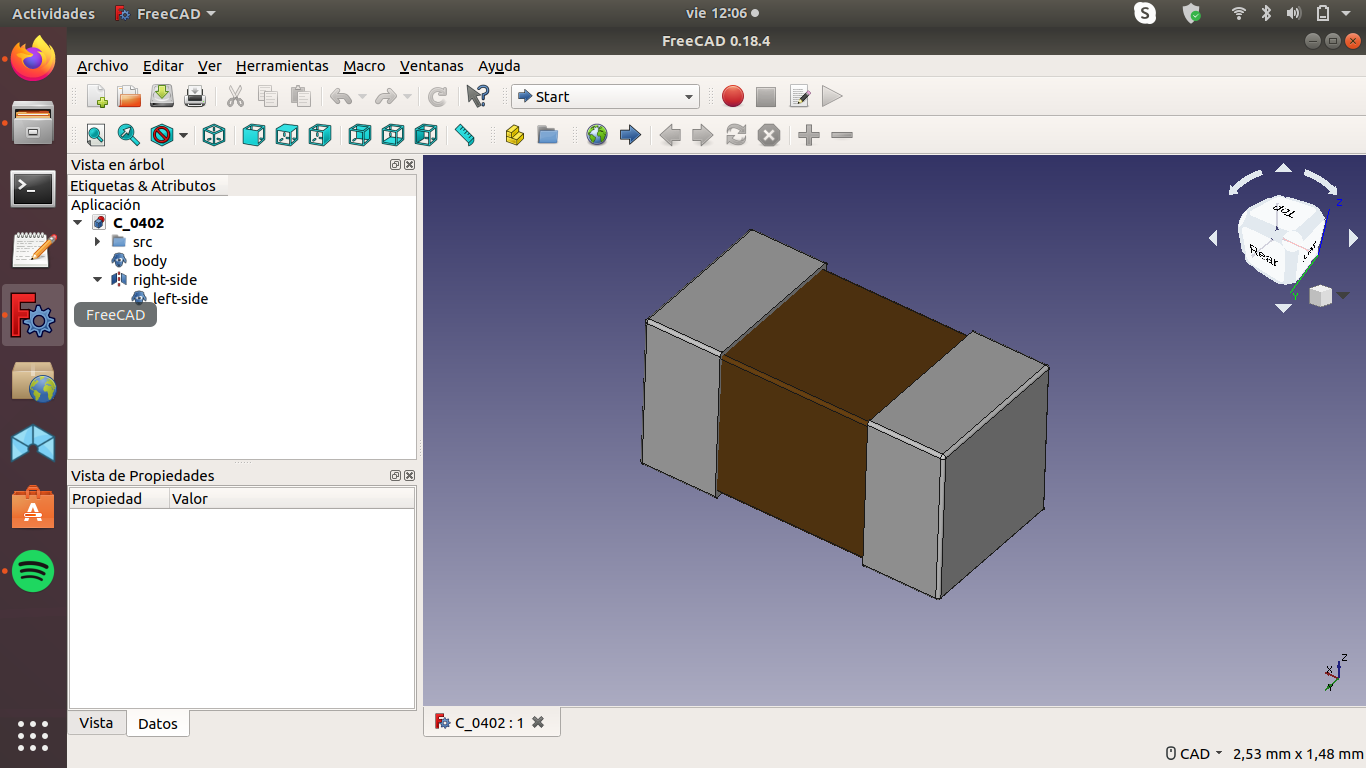 Actividades FreeCAD vie 12:06
FreeCAD 0.18.4
Archivo Editar Ver Herramientas Macro Ventanas Ayuda
Start
Vista en árbol
Etiquetas & Atributos
Aplicación
C_0402
src
body
right-side
left-side
FreeCAD
Top
Rear
Z
Y
Vista de Propiedades
Propiedad Valor
Z
X
Y
Vista Datos
C_0402 : 1
CAD 2,53 mm x 1,48 mm